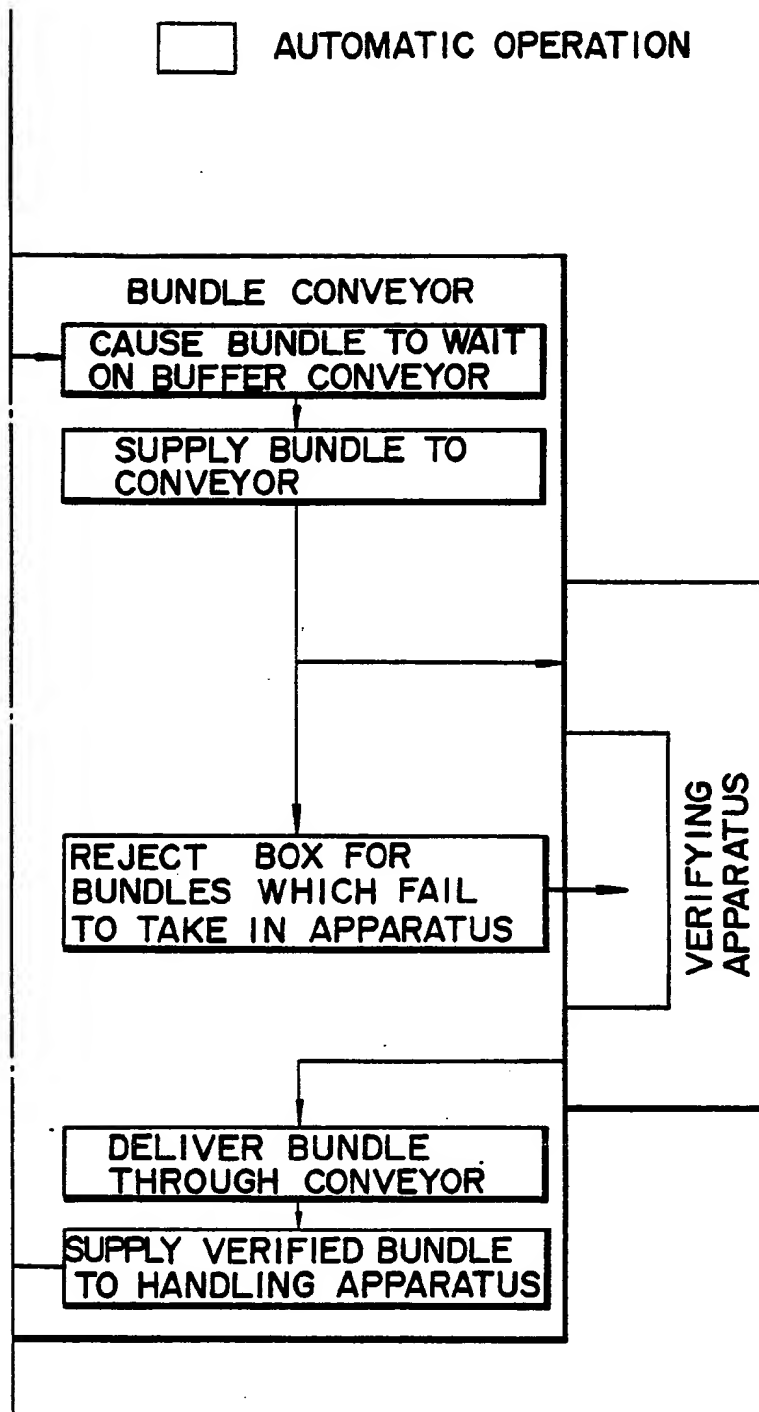 AUTOMATIC OPERATION
BUNDLE CONVEYOR
CAUSE BUNDLE TO WAIT
ON BUFFER CONVEYOR
SUPPLY BUNDLE TO
CONVEYOR
REJECT BOX FOR
BUNDLES WHICH FAIL
TO TAKE IN APPARATUS
VERIFYING
APPARATUS
DELIVER BUNDLE
THROUGH CONVEYOR
SUPPLY VERIFIED BUNDLE
TO HANDLING APPARATUS